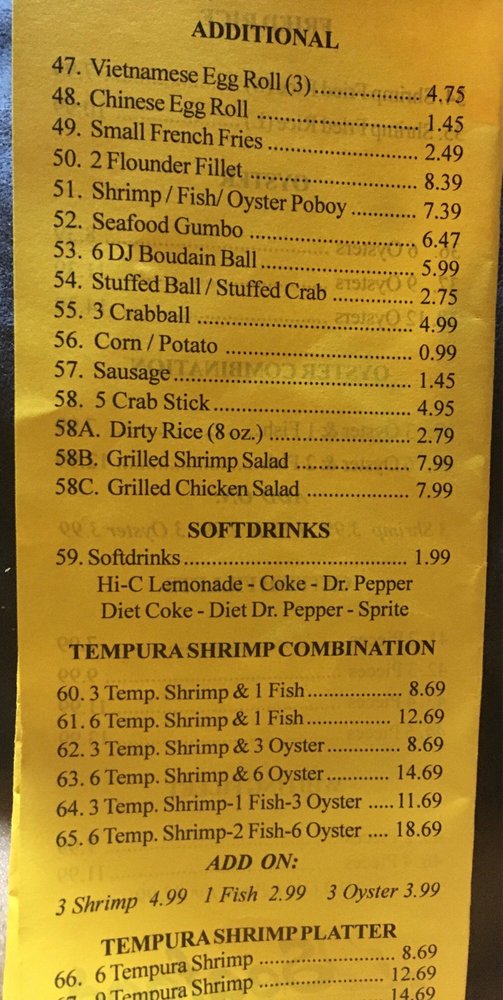 ADDITIONAL
47. Vietnamese Egg Roll (3) ................ 4.75
48. Chinese Egg Roll .......................... 1.45
49. Small French Fries ........................ 2.49
50. 2 Flounder Fillet .......................... 8.39
51. Shrimp / Fish/ Oyster Poboy ............ 7.39
52. Seafood Gumbo ............................ 6.47
53. 6 DJ Boudain Ball .......................... 5.99
54. Stuffed Ball / Stuffed Crab .............. 2.75
55. 3 Crabball .................................... 4.99
56. Corn / Potato ................................ 0.99
57. Sausage ........................................ 1.45
58. 5 Crab Stick .................................. 4.95
58A. Dirty Rice (8 oz.) ........................ 2.79
58B. Grilled Shrimp Salad .................... 7.99
58C. Grilled Chicken Salad .................. 7.99
SOFTDRINKS
59. Softdrinks ...................................... 1.99
Hi-C Lemonade - Coke - Dr. Pepper
Diet Coke - Diet Dr. Pepper - Sprite
TEMPURA SHRIMP COMBINATION
60. 3 Temp. Shrimp & 1 Fish ................. 8.69
61. 6 Temp. Shrimp & 1 Fish ............... 12.69
62. 3 Temp. Shrimp & 3 Oyster ............. 8.69
63. 6 Temp. Shrimp & 6 Oyster ............ 14.69
64. 3 Temp. Shrimp-1 Fish-3 Oyster ..... 11.69
65. 6 Temp. Shrimp-2 Fish-6 Oyster .... 18.69
ADD ON:
3 Shrimp 4.99 1 Fish 2.99 3 Oyster 3.99
TEMPURA SHRIMP PLATTER
66. 6 Tempura Shrimp .......................... 8.69
67. 9 Tempura Shrimp ........................ 12.69
14.69